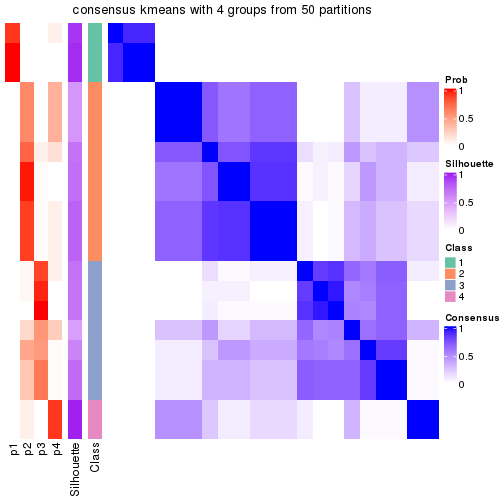 consensus kmeans with 4 groups from 50 partitions
Prob
1
0.5
0
Silhouette
1
0.5
0
Class
1
2
3
4
Consensus
1
0.5
0
p1
p2
p3
p4
Silhouette
Class